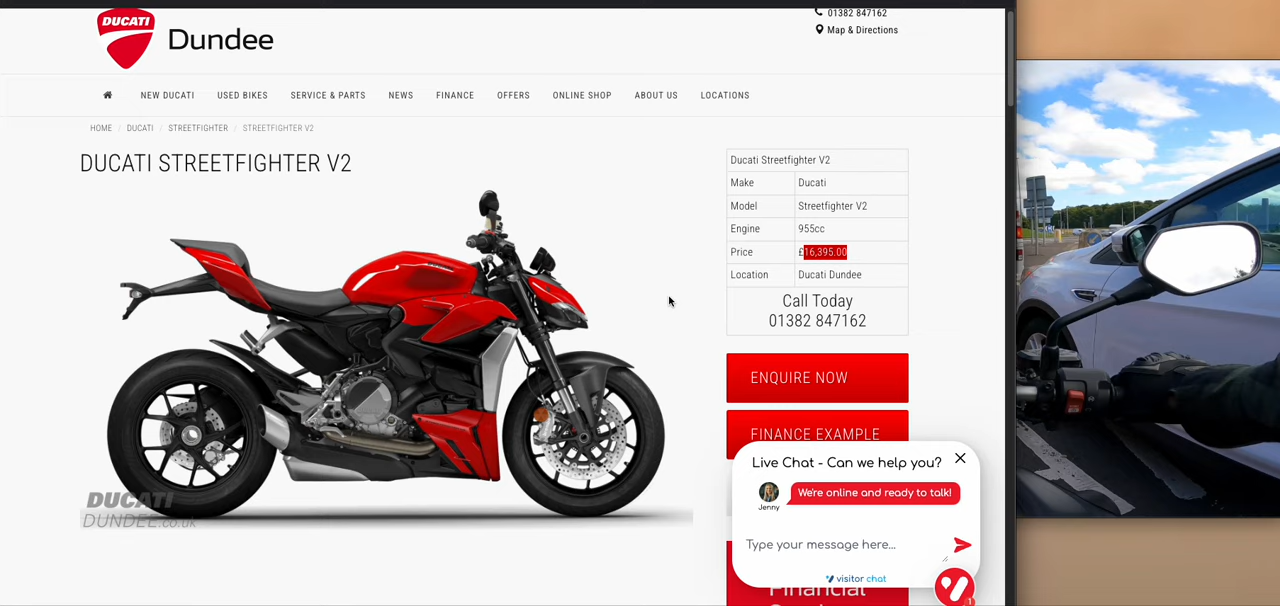 DUCATI
Dundee
01382 847162
Map & Directions
NEW DUCATI
USED BIKES
SERVICE & PARTS
NEWS
FINANCE
OFFERS
ONLINE SHOP
ABOUT US
LOCATIONS
HOME / DUCATI / STREETFIGHTER / STREETFIGHTER V2
DUCATI STREETFIGHTER V2
Ducati Streetfighter V2
Make Ducati
Model Streetfighter V2
Engine 955cc
Price £16,395.00
Location Ducati Dundee
Call Today
01382 847162
ENQUIRE NOW
FINANCE EXAMPLE
DUCATI
DUNDEE.co.uk
Live Chat - Can we help you?
We're online and ready to talk!
Jenny
Type your message here...
visitor chat
1
Financial